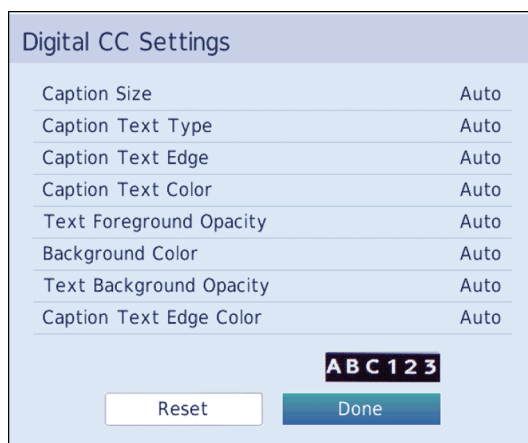 Digital CC Settings
Caption Size Auto
Caption Text Type Auto
Caption Text Edge Auto
Caption Text Color Auto
Text Foreground Opacity Auto
Background Color Auto
Text Background Opacity Auto
Caption Text Edge Color Auto
ABC123
Reset Done